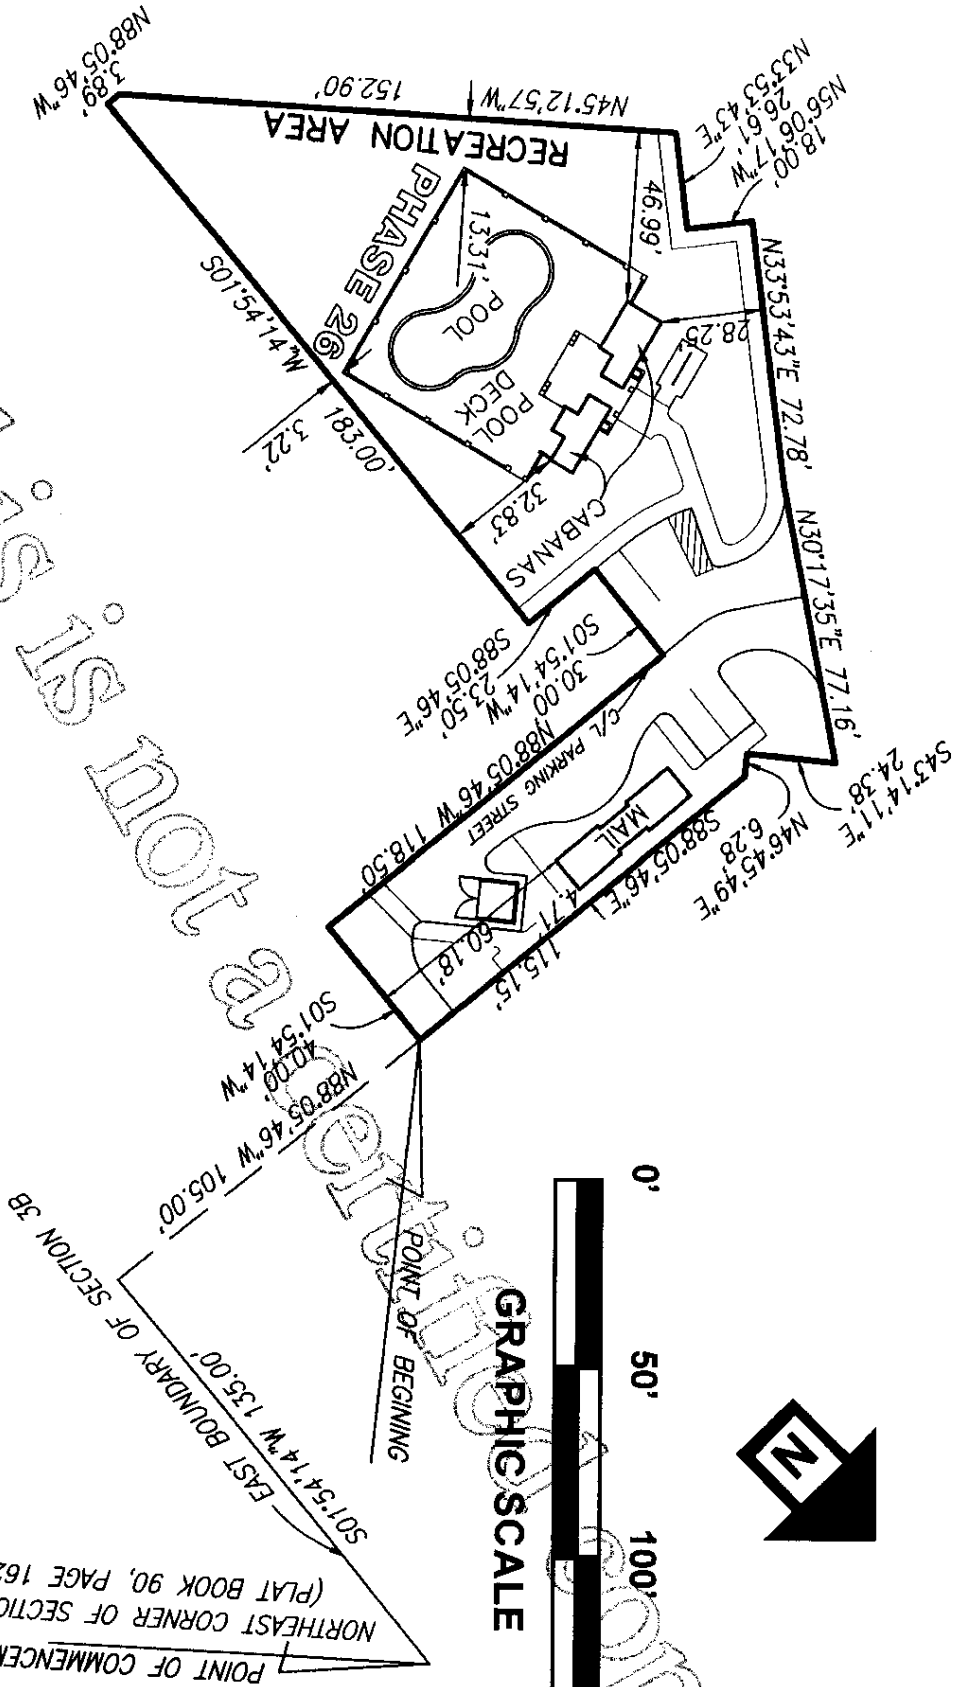 N88°05'46"W
3.89'
152.90'
N45°12'57"W
RECREATION AREA
PHASE 26
N33°53'43"E
26.61'
N56°06'17"W
18.00'
46.99'
13.31'
POOL
POOL
DECK
28.25'
N33°53'43"E 72.78'
S01°54'14"W
183.00'
3.22'
32.83'
CABANAS
N30°17'35"E 77.16'
S88°05'46"E
23.50'
S01°54'14"W
30.00'
N88°05'46"W 118.50'
C/L PARKING STREET
MAIL
S43°14'11"E
24.38'
N46°45'49"E
6.28'
S88°05'46"E
115.15'
4.71'
60.18'
S01°54'14"W
40.00'
N88°05'46"W 105.00'
POINT OF BEGINING
EAST BOUNDARY OF SECTION 3B
S01°54'14"W 135.00'
(PLAT BOOK 90, PAGE 162
NORTHEAST CORNER OF
POINT OF
0'
50'
100'
GRAPHIC SCALE
N
is not a certified